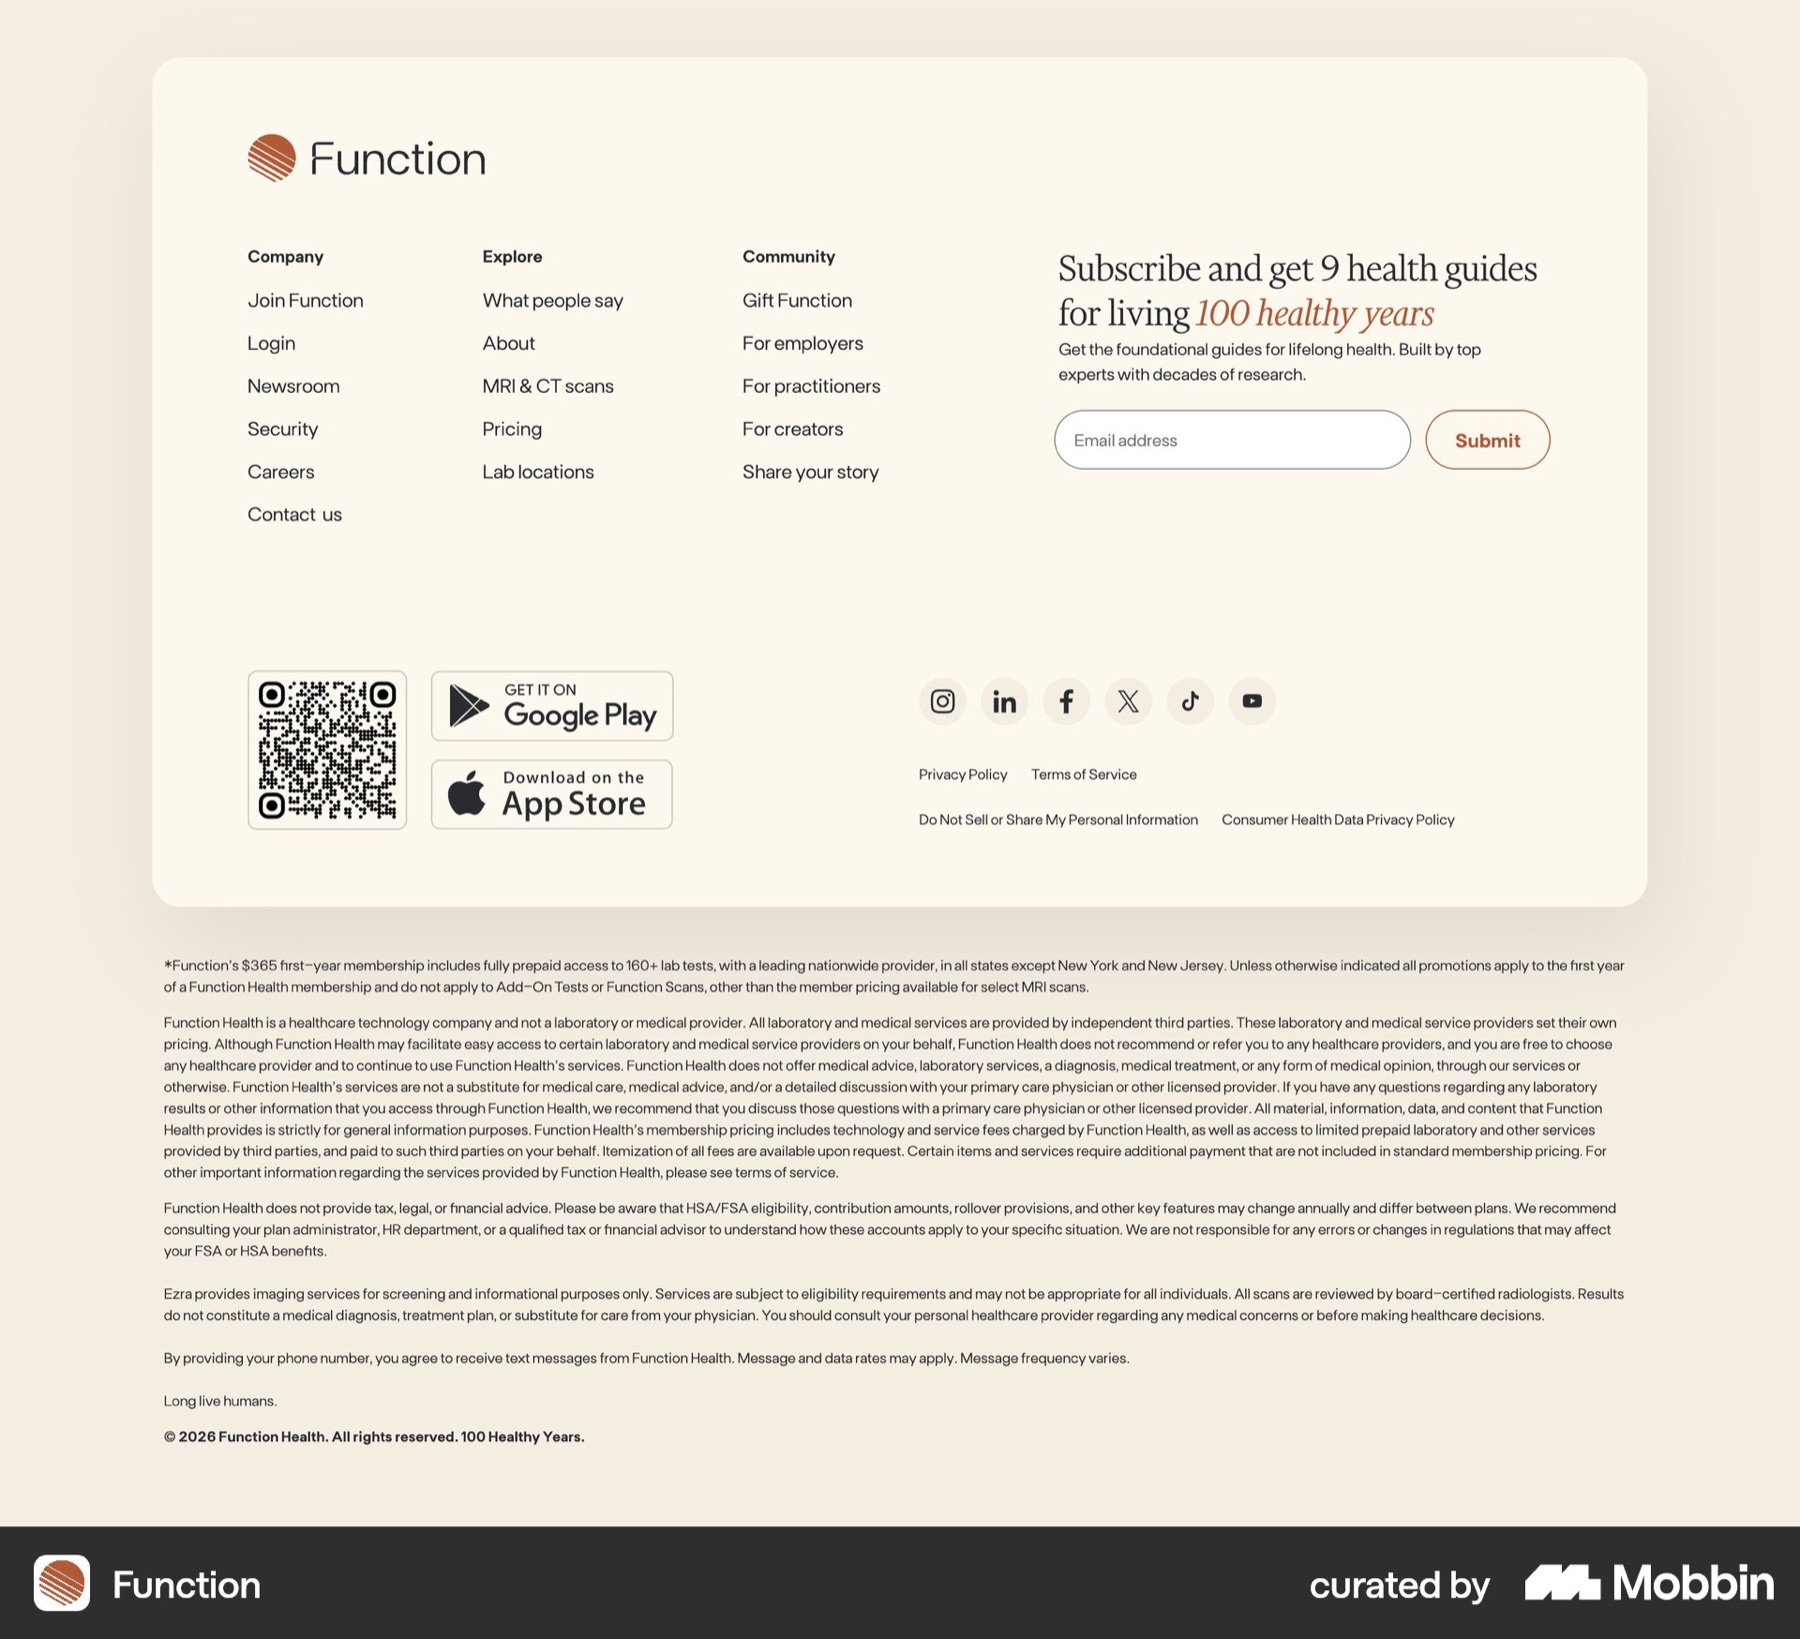 Function
Company
Join Function
Login
Newsroom
Security
Careers
Contact us
Explore
What people say
About
MRI & CT scans
Pricing
Lab locations
Community
Gift Function
For employers
For practitioners
For creators
Share your story
Subscribe and get 9 health guides
for living 100 healthy years
Get the foundational guides for lifelong health. Built by top
experts with decades of research.
Email address
Submit
GET IT ON
Google Play
Download on the
App Store
Privacy Policy Terms of Service
Do Not Sell or Share My Personal Information Consumer Health Data Privacy Policy
*Function's $365 first-year membership includes fully prepaid access to 160+ lab tests, with a leading nationwide provider, in all states except New York and New Jersey. Unless otherwise indicated all promotions apply to the first year
of a Function Health membership and do not apply to Add-On Tests or Function Scans, other than the member pricing available for select MRI scans.
Function Health is a healthcare technology company and not a laboratory or medical provider. All laboratory and medical services are provided by independent third parties. These laboratory and medical service providers set their own
pricing. Although Function Health may facilitate easy access to certain laboratory and medical service providers on your behalf, Function Health does not recommend or refer you to any healthcare providers, and you are free to choose
any healthcare provider and to continue to use Function Health's services. Function Health does not offer medical advice, laboratory services, a diagnosis, medical treatment, or any form of medical opinion, through our services or
otherwise. Function Health's services are not a substitute for medical care, medical advice, and/or a detailed discussion with your primary care physician or other licensed provider. If you have any questions regarding any laboratory
results or other information that you access through Function Health, we recommend that you discuss those questions with a primary care physician or other licensed provider. All material, information, data, and content that Function
Health provides is strictly for general information purposes. Function Health's membership pricing includes technology and service fees charged by Function Health, as well as access to limited prepaid laboratory and other services
provided by third parties, and paid to such third parties on your behalf. Itemization of all fees are available upon request. Certain items and services require additional payment that are not included in standard membership pricing. For
other important information regarding the services provided by Function Health, please see terms of service.
Function Health does not provide tax, legal, or financial advice. Please be aware that HSA/FSA eligibility, contribution amounts, rollover provisions, and other key features may change annually and differ between plans. We recommend
consulting your plan administrator, HR department, or a qualified tax or financial advisor to understand how these accounts apply to your specific situation. We are not responsible for any errors or changes in regulations that may affect
your FSA or HSA benefits.
Ezra provides imaging services for screening and informational purposes only. Services are subject to eligibility requirements and may not be appropriate for all individuals. All scans are reviewed by board-certified radiologists. Results
do not constitute a medical diagnosis, treatment plan, or substitute for care from your physician. You should consult your personal healthcare provider regarding any medical concerns or before making healthcare decisions.
By providing your phone number, you agree to receive text messages from Function Health. Message and data rates may apply. Message frequency varies.
Long live humans.
© 2026 Function Health. All rights reserved. 100 Healthy Years.
Function
curated by Mobbin